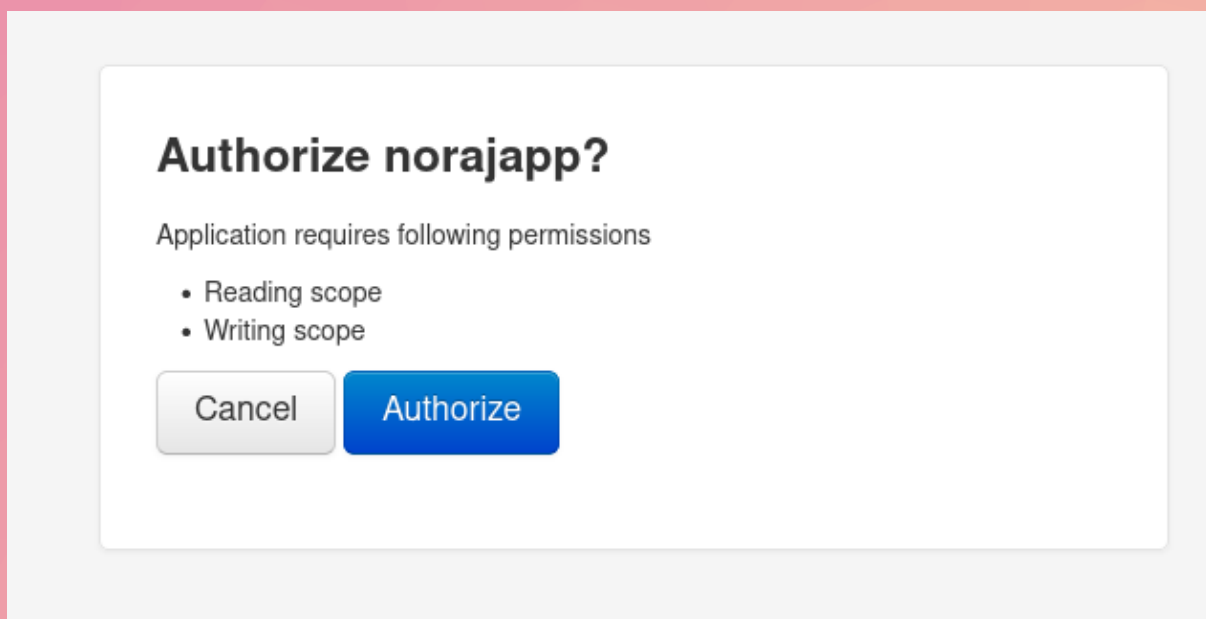 Authorize norajapp?
Application requires following permissions
• Reading scope
• Writing scope
Cancel Authorize